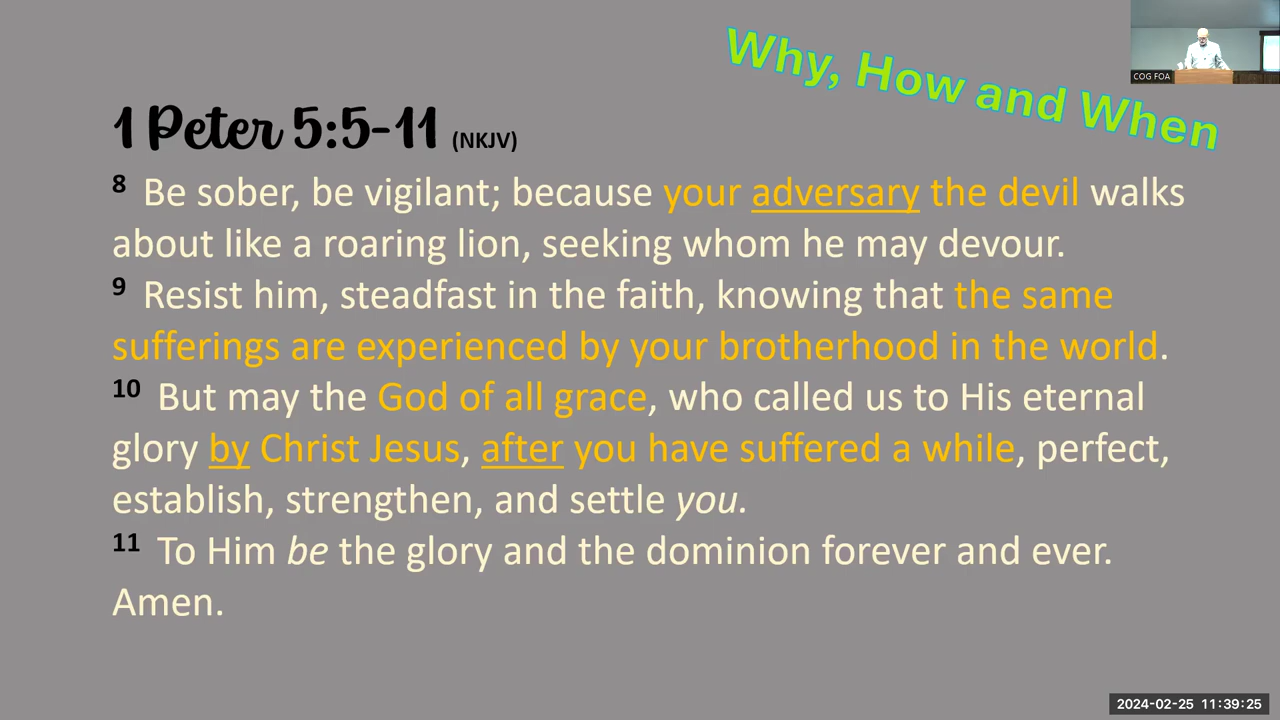 Why, How and When
COG FOA
1 Peter 5:5-11 (NKJV)
8 Be sober, be vigilant; because your adversary the devil walks
about like a roaring lion, seeking whom he may devour.
9 Resist him, steadfast in the faith, knowing that the same
sufferings are experienced by your brotherhood in the world.
10 But may the God of all grace, who called us to His eternal
glory by Christ Jesus, after you have suffered a while, perfect,
establish, strengthen, and settle you.
11 To Him be the glory and the dominion forever and ever.
Amen.
2024-02-25 11:39:25